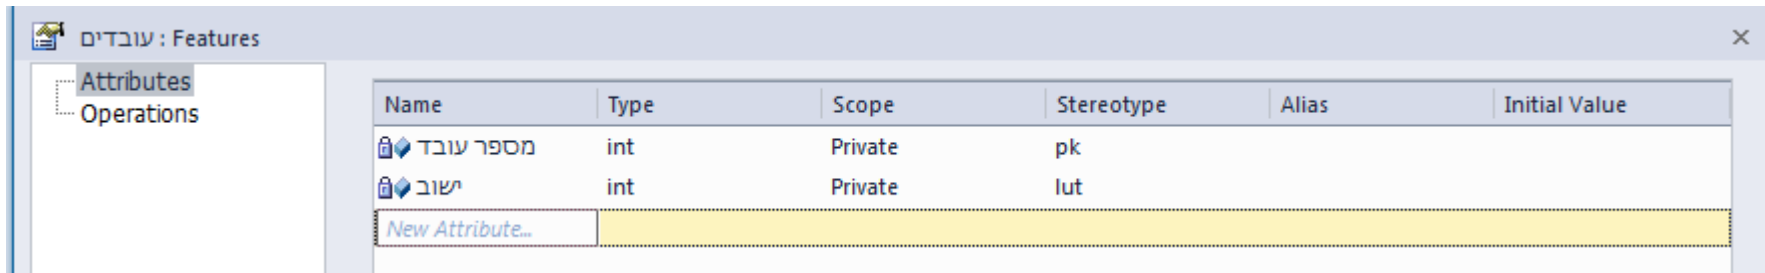 עובדים : Features
Attributes
Operations
Name Type Scope Stereotype Alias Initial Value
מספר עובד int Private pk
ישוב int Private lut
New Attribute...